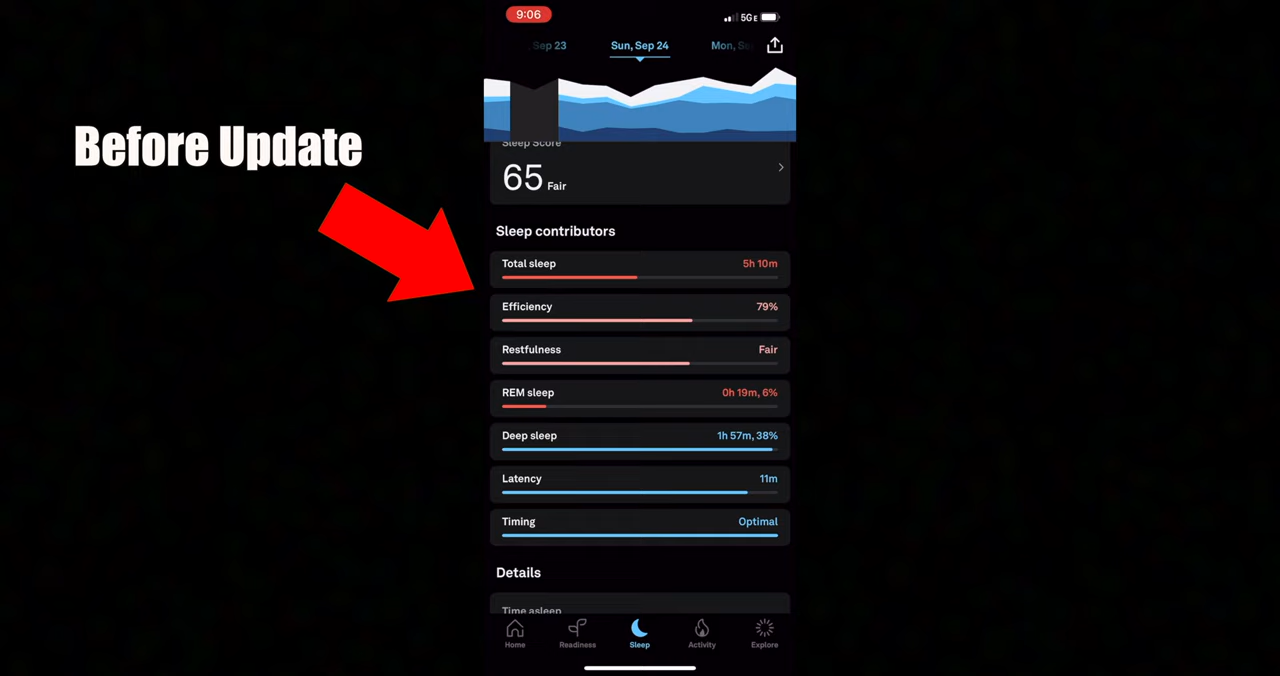 9:06
5GE
Sep 23
Sun, Sep 24
Mon, Se
Before Update
Sleep Score
65 Fair
Sleep contributors
Total sleep 5h 10m
Efficiency 79%
Restfulness Fair
REM sleep 0h 19m, 6%
Deep sleep 1h 57m, 38%
Latency 11m
Timing Optimal
Details
Time asleep
Home Readiness Sleep Activity Explore